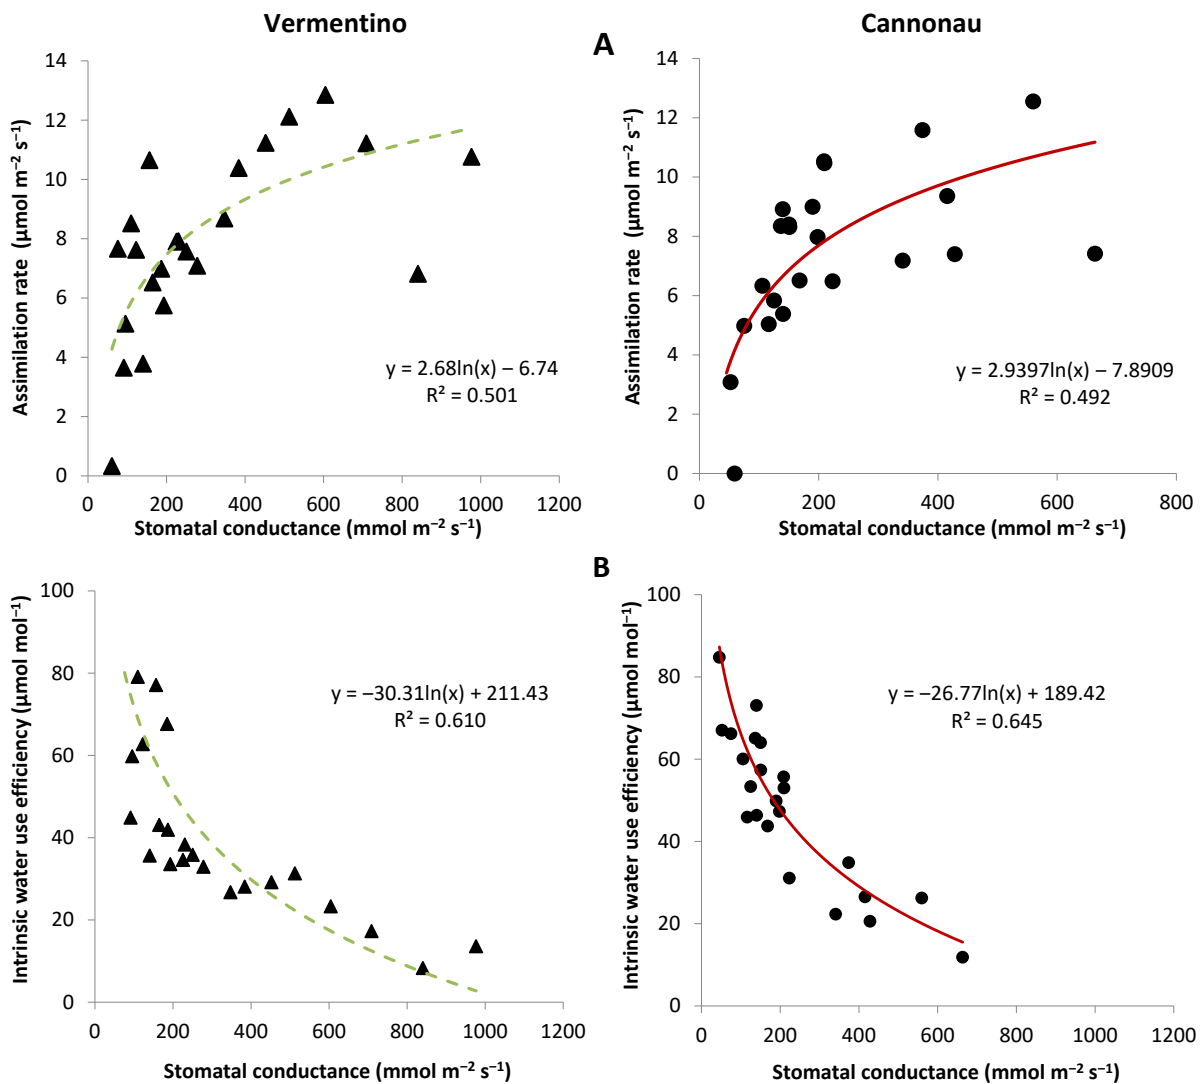 Vermentino
Cannonau
A
Assimilation rate (μmol m⁻² s⁻¹)
14
12
10
8
6
4
2
0
y = 2.68ln(x) – 6.74
R² = 0.501
0 200 400 600 800 1000 1200
Stomatal conductance (mmol m⁻² s⁻¹)
Assimilation rate (μmol m⁻² s⁻¹)
14
12
10
8
6
4
2
0
y = 2.9397ln(x) – 7.8909
R² = 0.492
0 200 400 600 800
Stomatal conductance (mmol m⁻² s⁻¹)
B
Intrinsic water use efficiency (μmol mol⁻¹)
100
80
60
40
20
0
y = –30.31ln(x) + 211.43
R² = 0.610
0 200 400 600 800 1000 1200
Stomatal conductance (mmol m⁻² s⁻¹)
Intrinsic water use efficiency (μmol mol⁻¹)
100
80
60
40
20
0
y = –26.77ln(x) + 189.42
R² = 0.645
0 200 400 600 800 1000 1200
Stomatal conductance (mmol m⁻² s⁻¹)